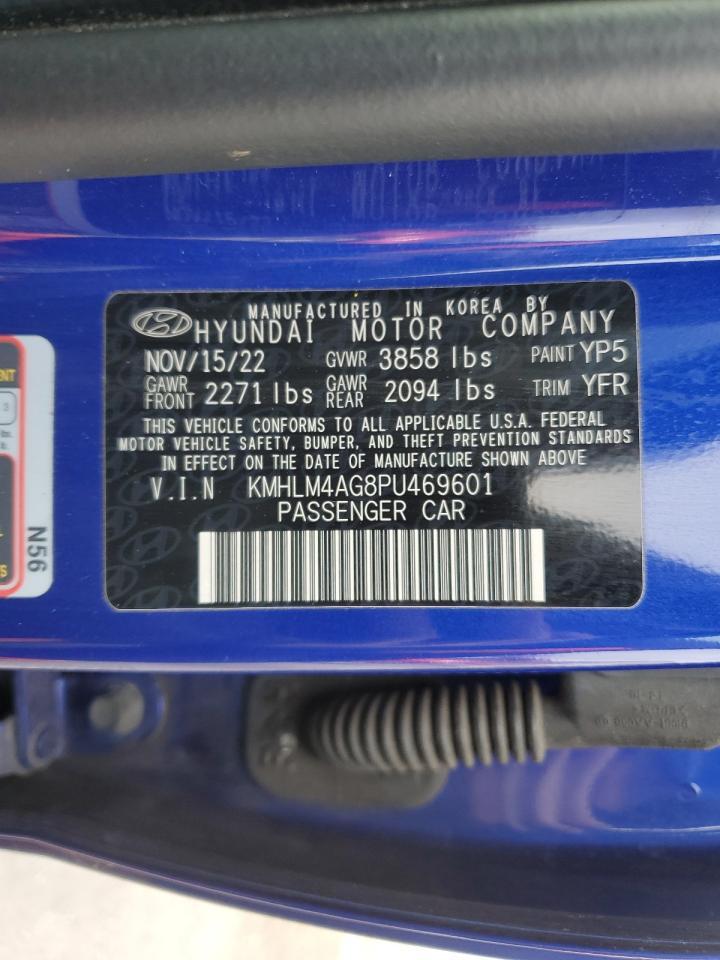 MANUFACTURED IN KOREA BY
HYUNDAI MOTOR COMPANY
NOV/15/22 GVWR 3858 lbs PAINT YP5
GAWR FRONT 2271 lbs GAWR REAR 2094 lbs TRIM YFR
THIS VEHICLE CONFORMS TO ALL APPLICABLE U.S.A. FEDERAL
MOTOR VEHICLE SAFETY, BUMPER, AND THEFT PREVENTION STANDARDS
IN EFFECT ON THE DATE OF MANUFACTURE SHOWN ABOVE
V.I.N KMHLM4AG8PU469601
PASSENGER CAR
N56